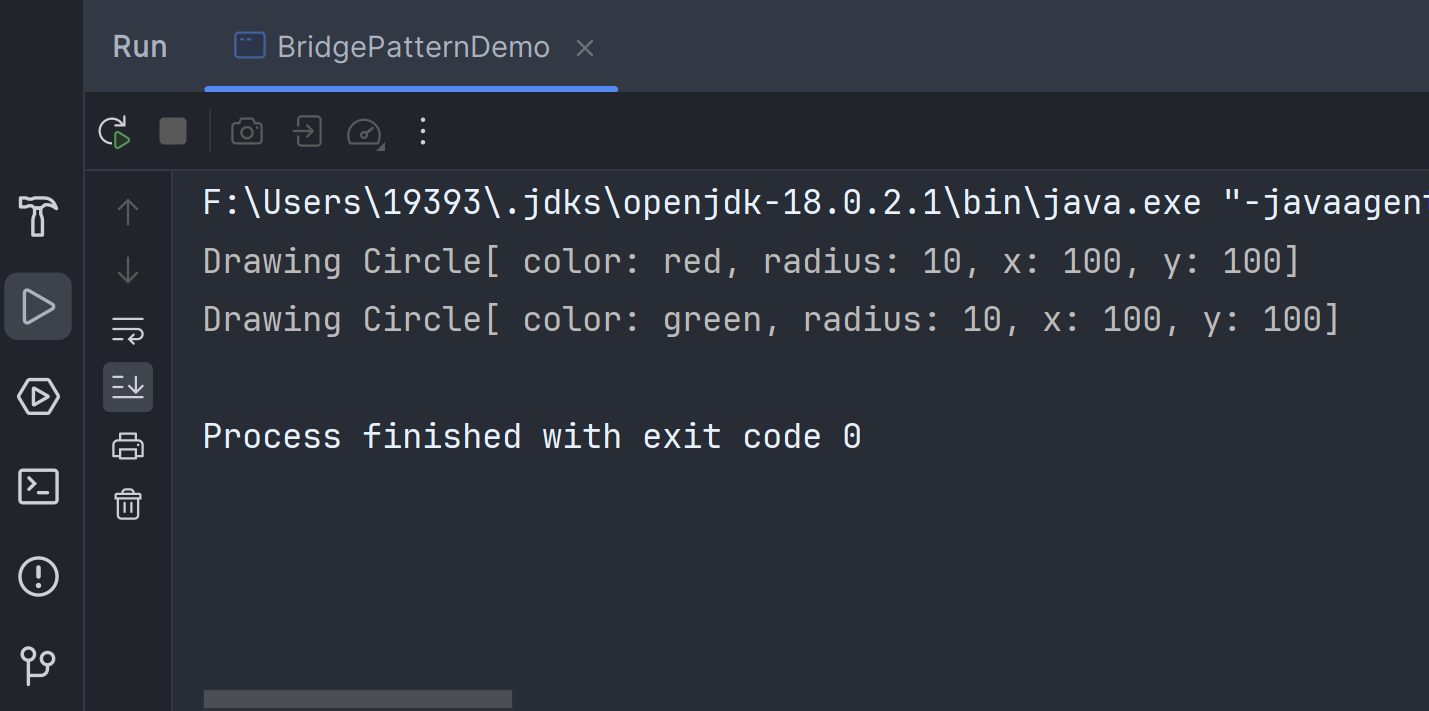 Run BridgePatternDemo
F:\Users\19393\.jdks\openjdk-18.0.2.1\bin\java.exe "-javaagent
Drawing Circle[ color: red, radius: 10, x: 100, y: 100]
Drawing Circle[ color: green, radius: 10, x: 100, y: 100]
Process finished with exit code 0